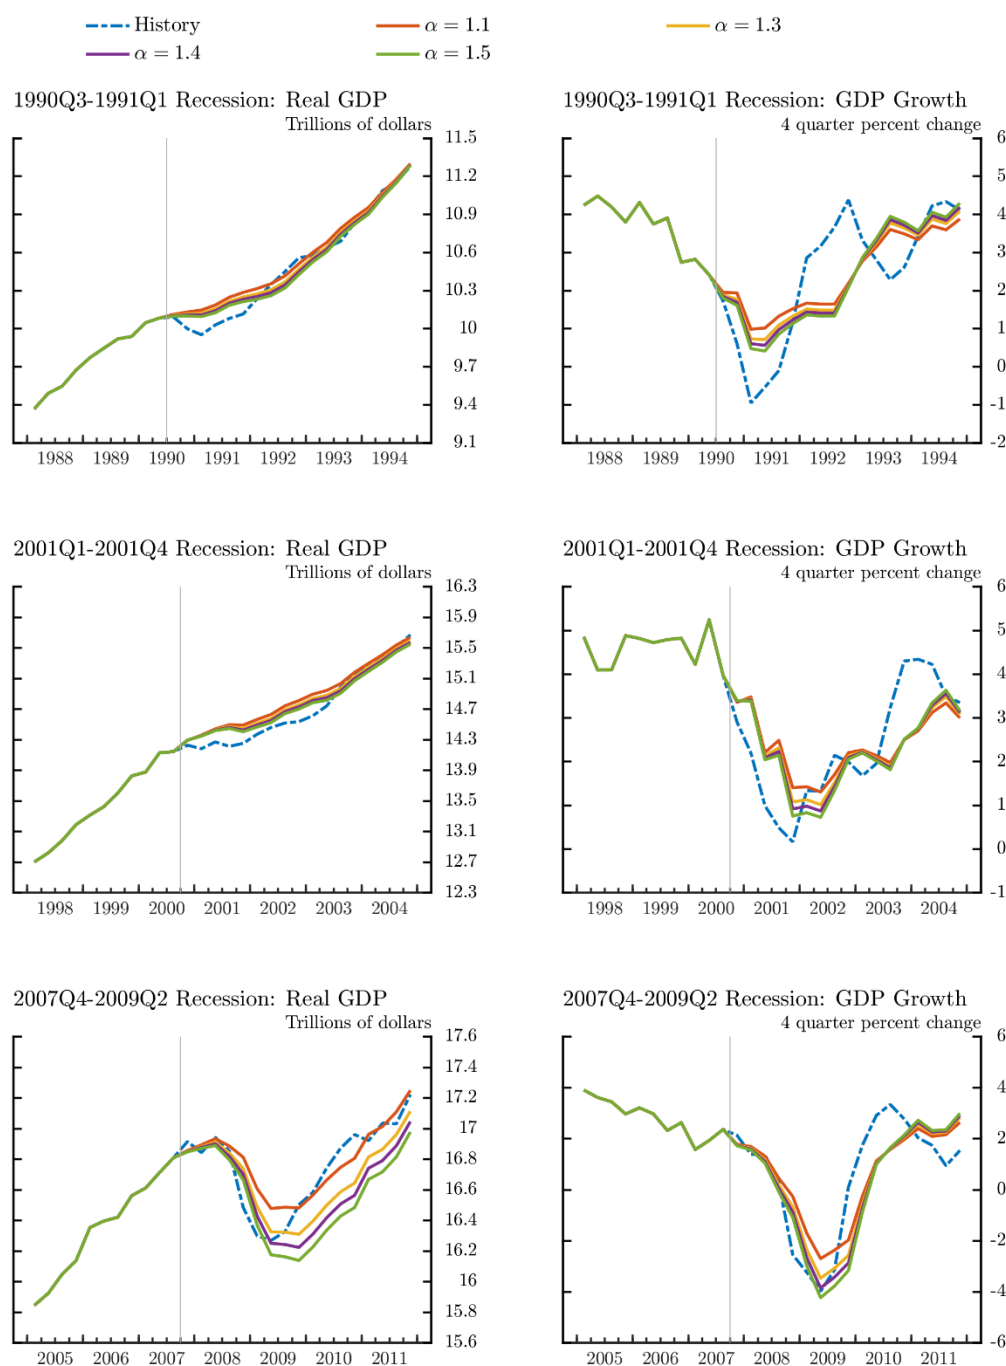 History
α = 1.1
α = 1.3
α = 1.4
α = 1.5
1990Q3-1991Q1 Recession: Real GDP
Trillions of dollars
11.5
11.2
10.9
10.6
10.3
10
9.7
9.4
9.1
1988 1989 1990 1991 1992 1993 1994
1990Q3-1991Q1 Recession: GDP Growth
4 quarter percent change
6
5
4
3
2
1
0
-1
-2
1988 1989 1990 1991 1992 1993 1994
2001Q1-2001Q4 Recession: Real GDP
Trillions of dollars
16.3
15.9
15.5
15.1
14.7
14.3
13.9
13.5
13.1
12.7
12.3
1998 1999 2000 2001 2002 2003 2004
2001Q1-2001Q4 Recession: GDP Growth
4 quarter percent change
6
5
4
3
2
1
0
-1
1998 1999 2000 2001 2002 2003 2004
2007Q4-2009Q2 Recession: Real GDP
Trillions of dollars
17.6
17.4
17.2
17
16.8
16.6
16.4
16.2
16
15.8
15.6
2005 2006 2007 2008 2009 2010 2011
2007Q4-2009Q2 Recession: GDP Growth
4 quarter percent change
6
4
2
0
-2
-4
-6
2005 2006 2007 2008 2009 2010 2011